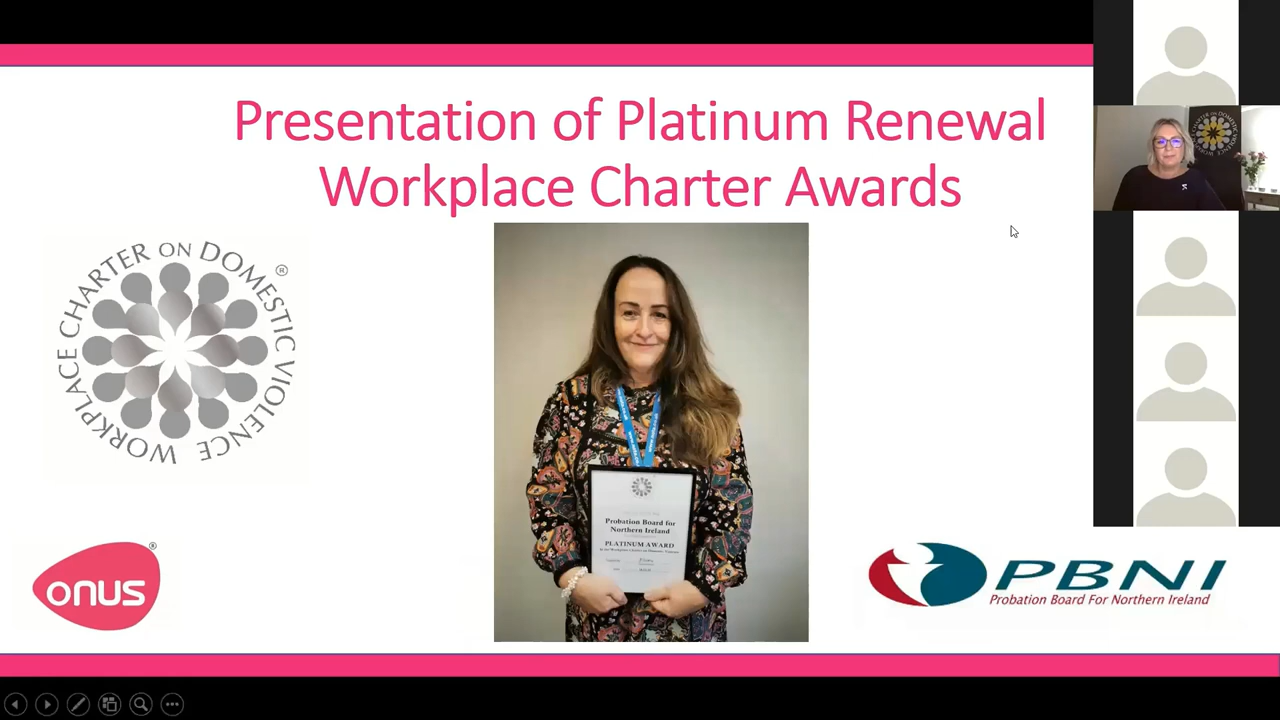 Presentation of Platinum Renewal
Workplace Charter Awards
WORKPLACE CHARTER ON DOMESTIC VIOLENCE
®
Probation Board for
Northern Ireland
PLATINUM AWARD
onus
®
PBNI
Probation Board For Northern Ireland